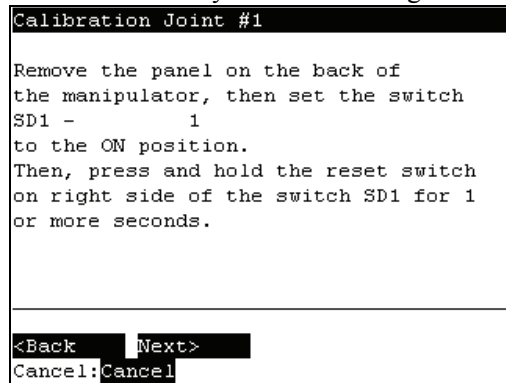 Calibration Joint #1
Remove the panel on the back of
the manipulator, then set the switch
SD1 - 1
to the ON position.
Then, press and hold the reset switch
on right side of the switch SD1 for 1
or more seconds.
<Back Next>
Cancel:Cancel